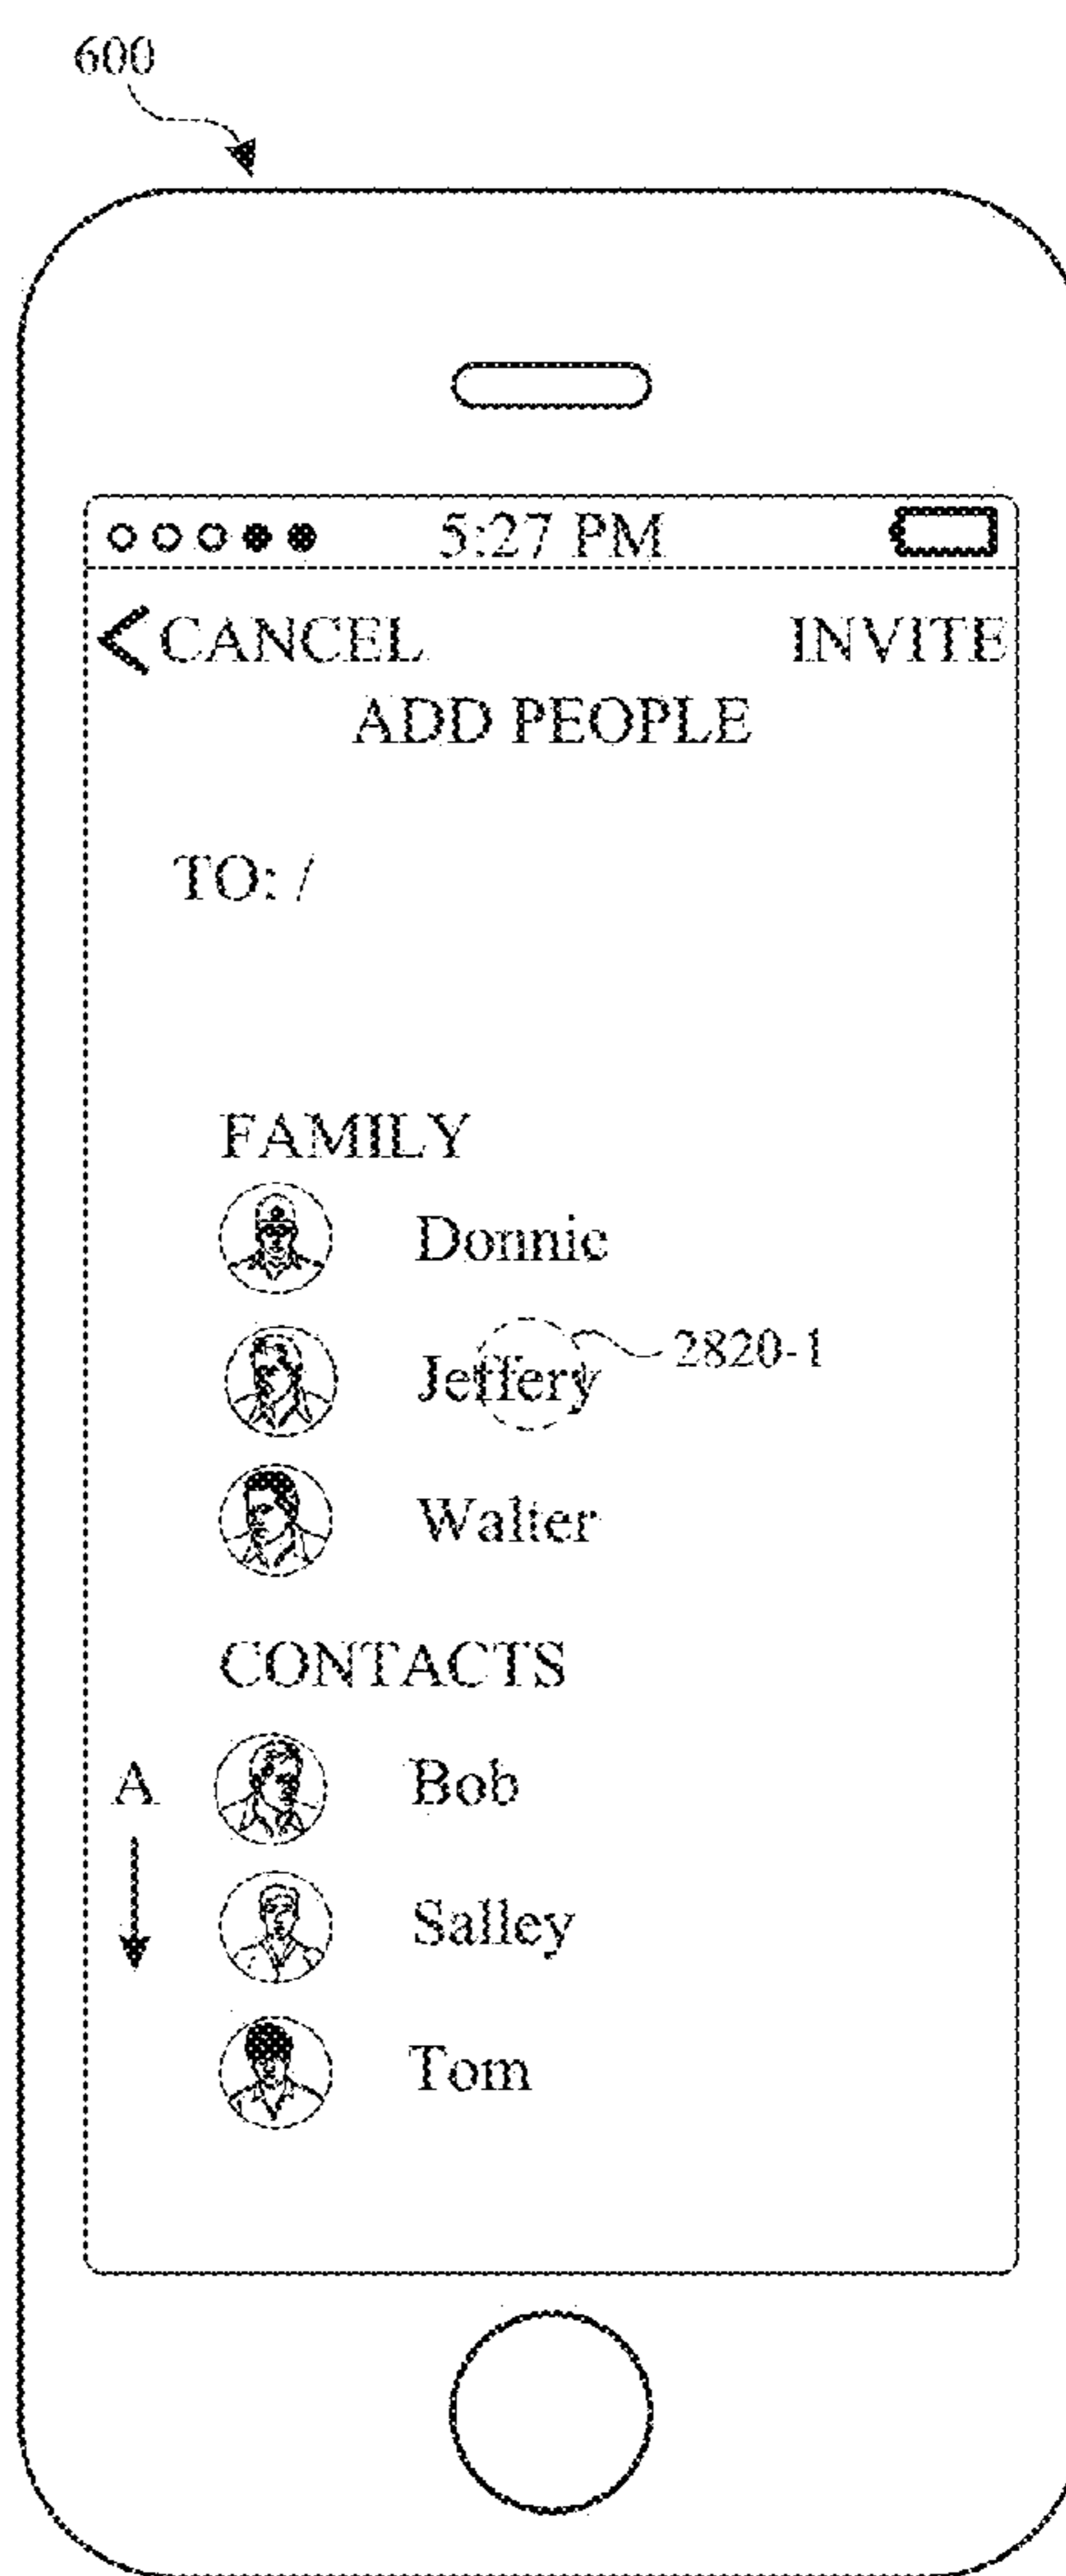 600
5:27 PM
CANCEL INVITE
ADD PEOPLE
TO: /
FAMILY
Donnie
Jeffery 2820-1
Walter
CONTACTS
A Bob
Salley
Tom